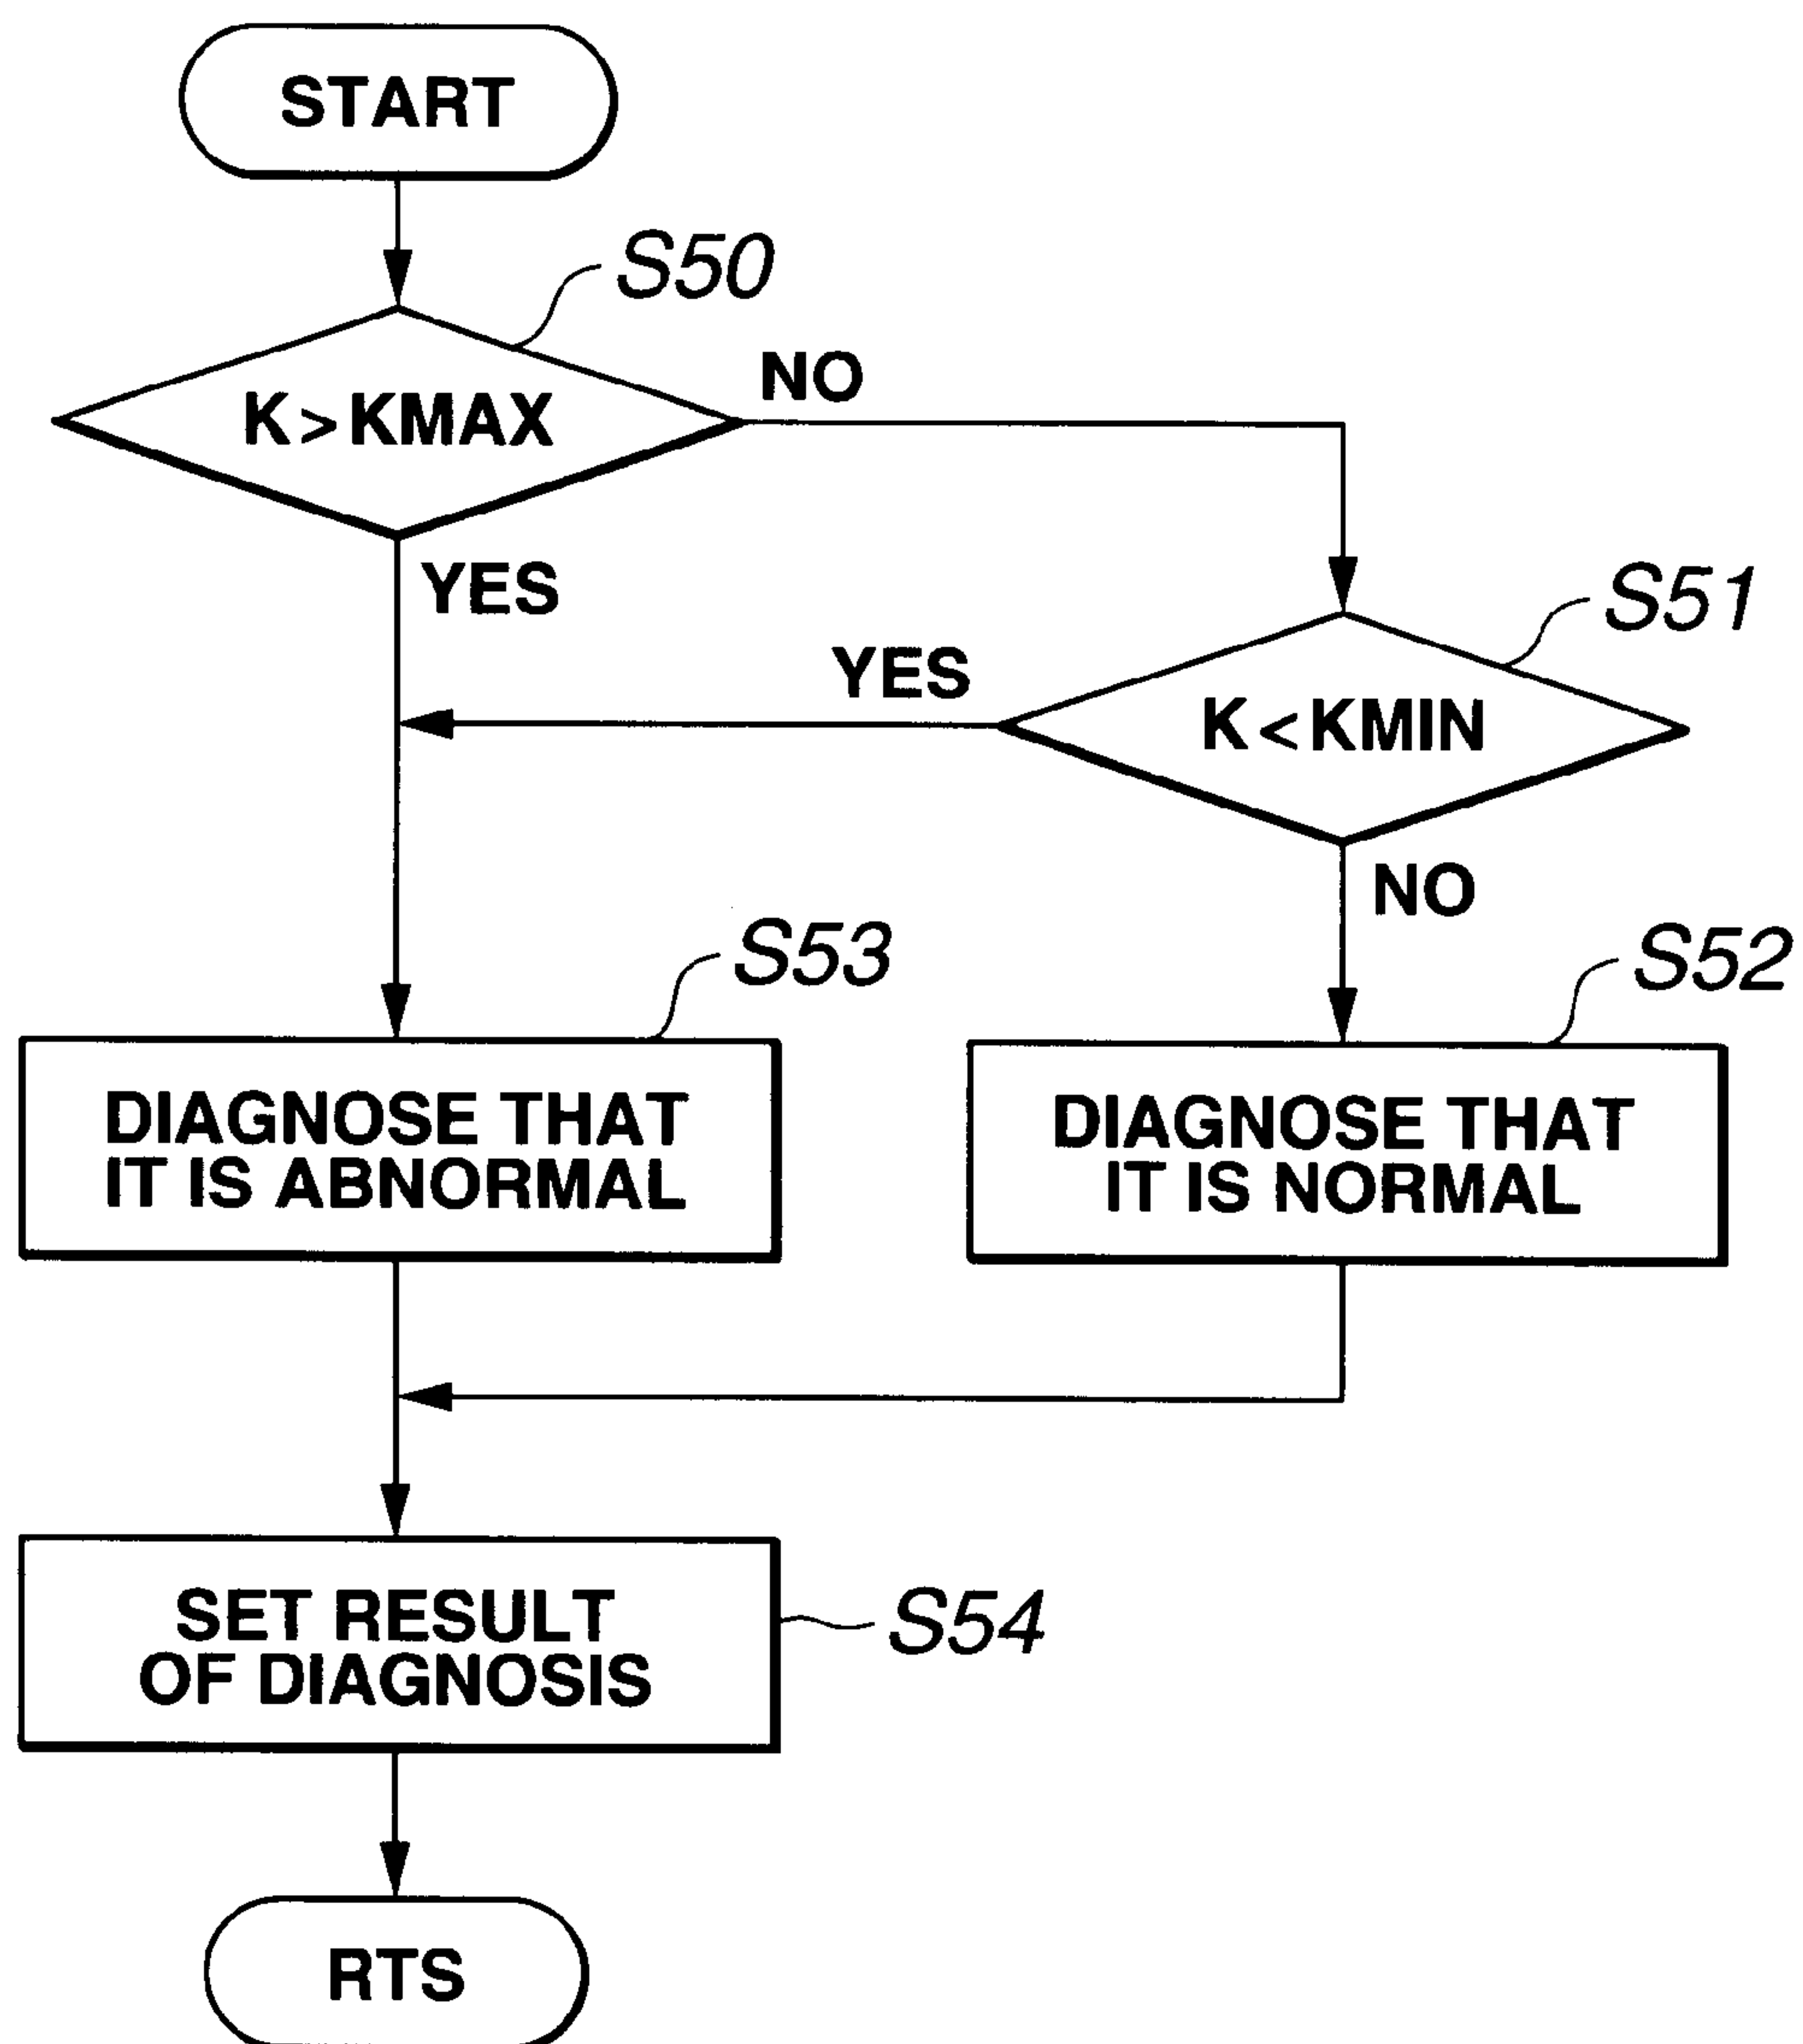 START
S50
K>KMAX
NO
YES
S51
YES
K<KMIN
NO
S53
S52
DIAGNOSE THAT
IT IS ABNORMAL
DIAGNOSE THAT
IT IS NORMAL
SET RESULT
OF DIAGNOSIS
S54
RTS